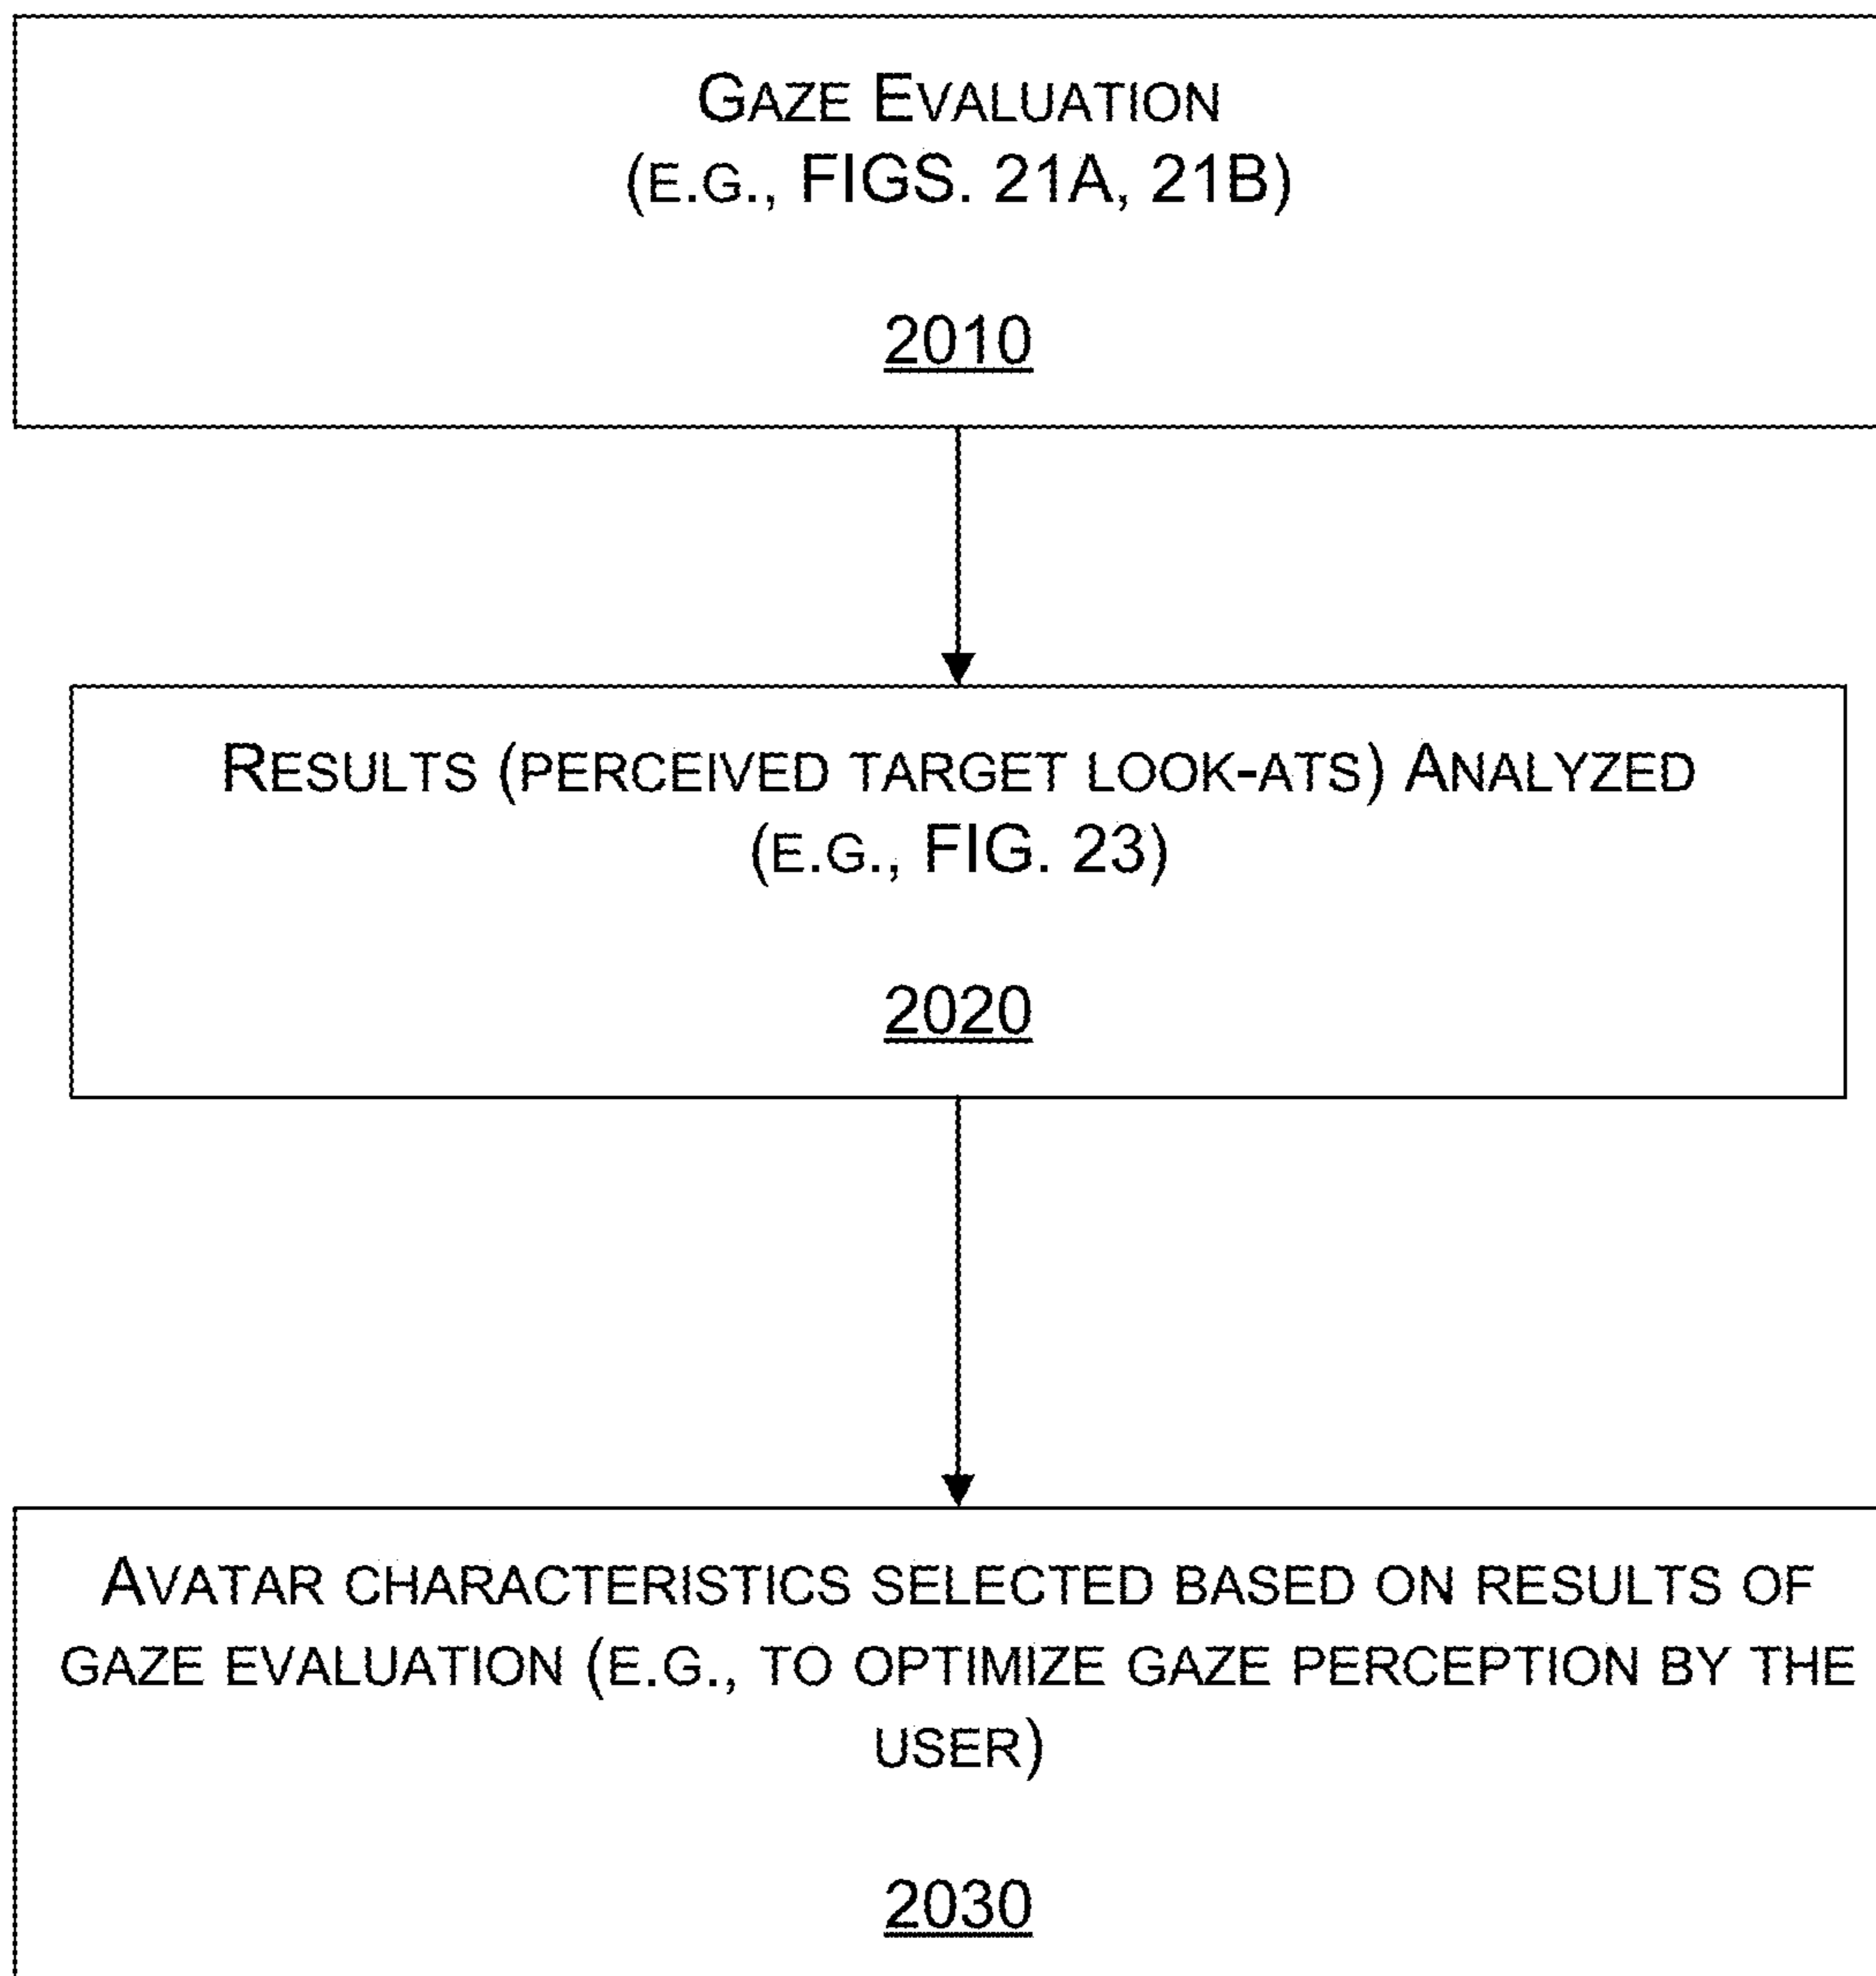 GAZE EVALUATION
(E.G., FIGS. 21A, 21B)
2010
RESULTS (PERCEIVED TARGET LOOK-ATS) ANALYZED
(E.G., FIG. 23)
2020
AVATAR CHARACTERISTICS SELECTED BASED ON RESULTS OF
GAZE EVALUATION (E.G., TO OPTIMIZE GAZE PERCEPTION BY THE
USER)
2030